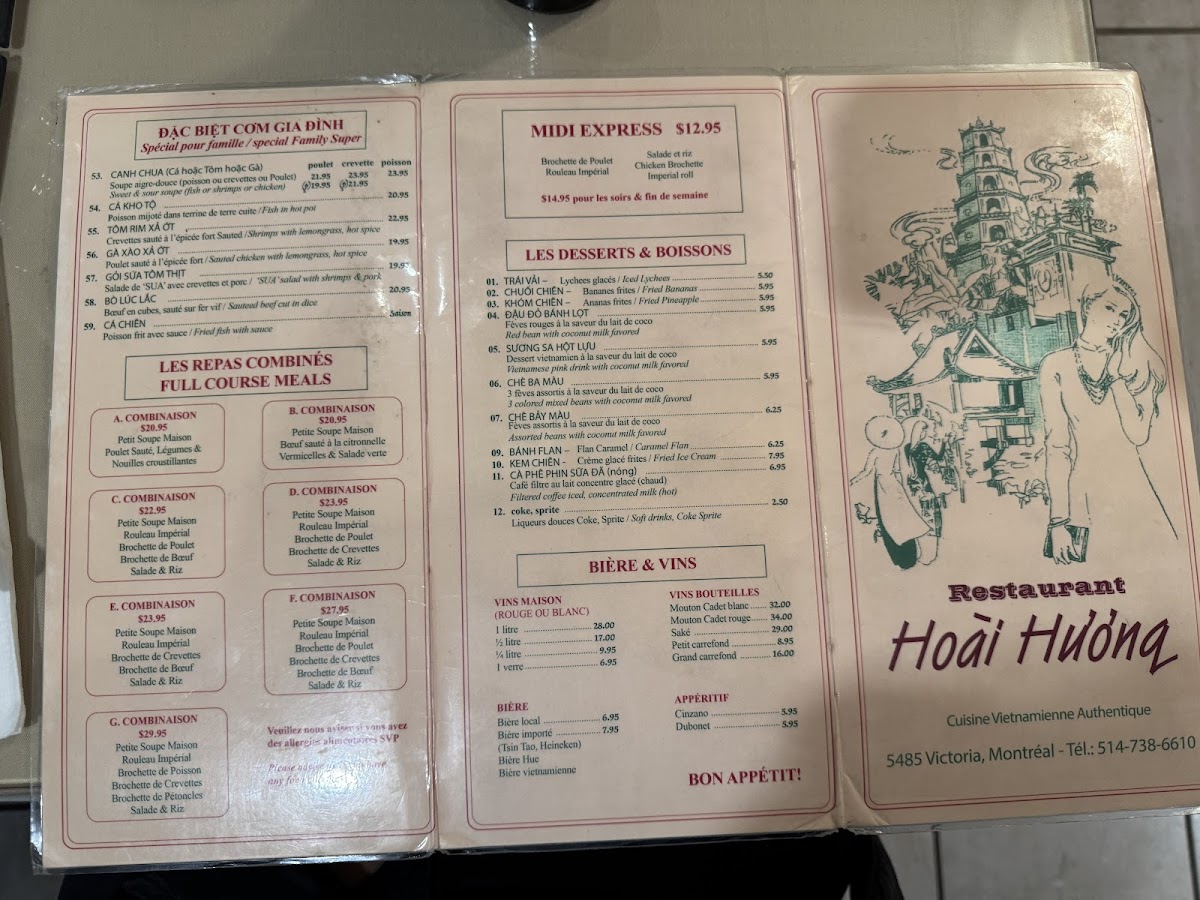 ĐẶC BIỆT CƠM GIA ĐÌNH
Spécial pour famille / special Family Super
poulet crevette poisson
53. CANH CHUA (Cá hoặc Tôm hoặc Gà) 21.95 23.95 23.95
Soupe aigre-douce (poisson ou crevettes ou Poulet) (P)19.95 (P)21.95
Sweet & sour soupe (fish or shrimps or chicken)
54. CÁ KHO TỘ 20.95
Poisson mijoté dans terrine de terre cuite / Fish in hot pot
55. TÔM RIM XẢ ỚT 22.95
Crevettes sauté à l'épicée fort Sauted / Shrimps with lemongrass, hot spice
56. GÀ XÀO XẢ ỚT 19.95
Poulet sauté à l'épicée fort / Sauted chicken with lemongrass, hot spice
57. GỎI SỨA TÔM THỊT 19.95
Salade de 'SUA' avec crevettes et porc / 'SUA' salad with shrimps & pork
58. BÒ LÚC LẮC 20.95
Bœuf en cubes, sauté sur fer vif / Sauteed beef cut in dice
59. CÁ CHIÊN Saison
Poisson frit avec sauce / Fried fish with sauce
LES REPAS COMBINÉS
FULL COURSE MEALS
A. COMBINAISON
$20.95
Petit Soupe Maison
Poulet Sauté, Légumes &
Nouilles croustillantes
B. COMBINAISON
$20.95
Petite Soupe Maison
Bœuf sauté à la citronnelle
Vermicelles & Salade verte
C. COMBINAISON
$22.95
Petite Soupe Maison
Rouleau Impérial
Brochette de Poulet
Brochette de Bœuf
Salade & Riz
D. COMBINAISON
$23.95
Petite Soupe Maison
Rouleau Impérial
Brochette de Poulet
Brochette de Crevettes
Salade & Riz
E. COMBINAISON
$23.95
Petite Soupe Maison
Rouleau Impérial
Brochette de Crevettes
Brochette de Bœuf
Salade & Riz
F. COMBINAISON
$27.95
Petite Soupe Maison
Rouleau Impérial
Brochette de Poulet
Brochette de Crevettes
Brochette de Bœuf
Salade & Riz
G. COMBINAISON
$29.95
Petite Soupe Maison
Rouleau Impérial
Brochette de Poisson
Brochette de Crevettes
Brochette de Pétoncles
Salade & Riz
Veuillez nous aviser si vous avez
des allergies alimentaires SVP
Please have
any
MIDI EXPRESS $12.95
Brochette de Poulet
Rouleau Impérial
Salade et riz
Chicken Brochette
Imperial roll
$14.95 pour les soirs & fin de semaine
LES DESSERTS & BOISSONS
01. TRÁI VẢI – Lychees glacés / Iced Lychees 5.50
02. CHUỐI CHIÊN – Bananes frites / Fried Bananas 5.95
03. KHÓM CHIÊN – Ananas frites / Fried Pineapple 5.95
04. ĐẬU ĐỎ BÁNH LỌT 5.95
Fèves rouges à la saveur du lait de coco
Red bean with coconut milk favored
05. SƯƠNG SA HỘT LỰU 5.95
Dessert vietnamien à la saveur du lait de coco
Vietnamese pink drink with coconut milk favored
06. CHÈ BA MÀU 5.95
3 fèves assortis à la saveur du lait de coco
3 colored mixed beans with coconut milk favored
07. CHÈ BẢY MÀU 6.25
Fèves assortis à la saveur du lait de coco
Assorted beans with coconut milk favored
09. BÁNH FLAN – Flan Caramel / Caramel Flan 6.25
10. KEM CHIÊN – Crème glacé frites / Fried Ice Cream 7.95
11. CÀ PHÊ PHIN SỮA ĐÁ (nóng) 6.95
Café filtre au lait concentre glacé (chaud)
Filtered coffee iced, concentrated milk (hot)
12. coke, sprite 2.50
Liqueurs douces Coke, Sprite / Soft drinks, Coke Sprite
BIÈRE & VINS
VINS MAISON
(ROUGE OU BLANC)
1 litre 28.00
½ litre 17.00
¼ litre 9.95
1 verre 6.95
VINS BOUTEILLES
Mouton Cadet blanc 32.00
Mouton Cadet rouge 34.00
Saké 29.00
Petit carrefond 8.95
Grand carrefond 16.00
BIÈRE
Bière local 6.95
Bière importé 7.95
(Tsin Tao, Heineken)
Bière Hue
Bière vietnamienne
APPÉRITIF
Cinzano 5.95
Dubonet 5.95
BON APPÉTIT!
Restaurant
Hoài Hương
Cuisine Vietnamienne Authentique
5485 Victoria, Montréal - Tél.: 514-738-6610